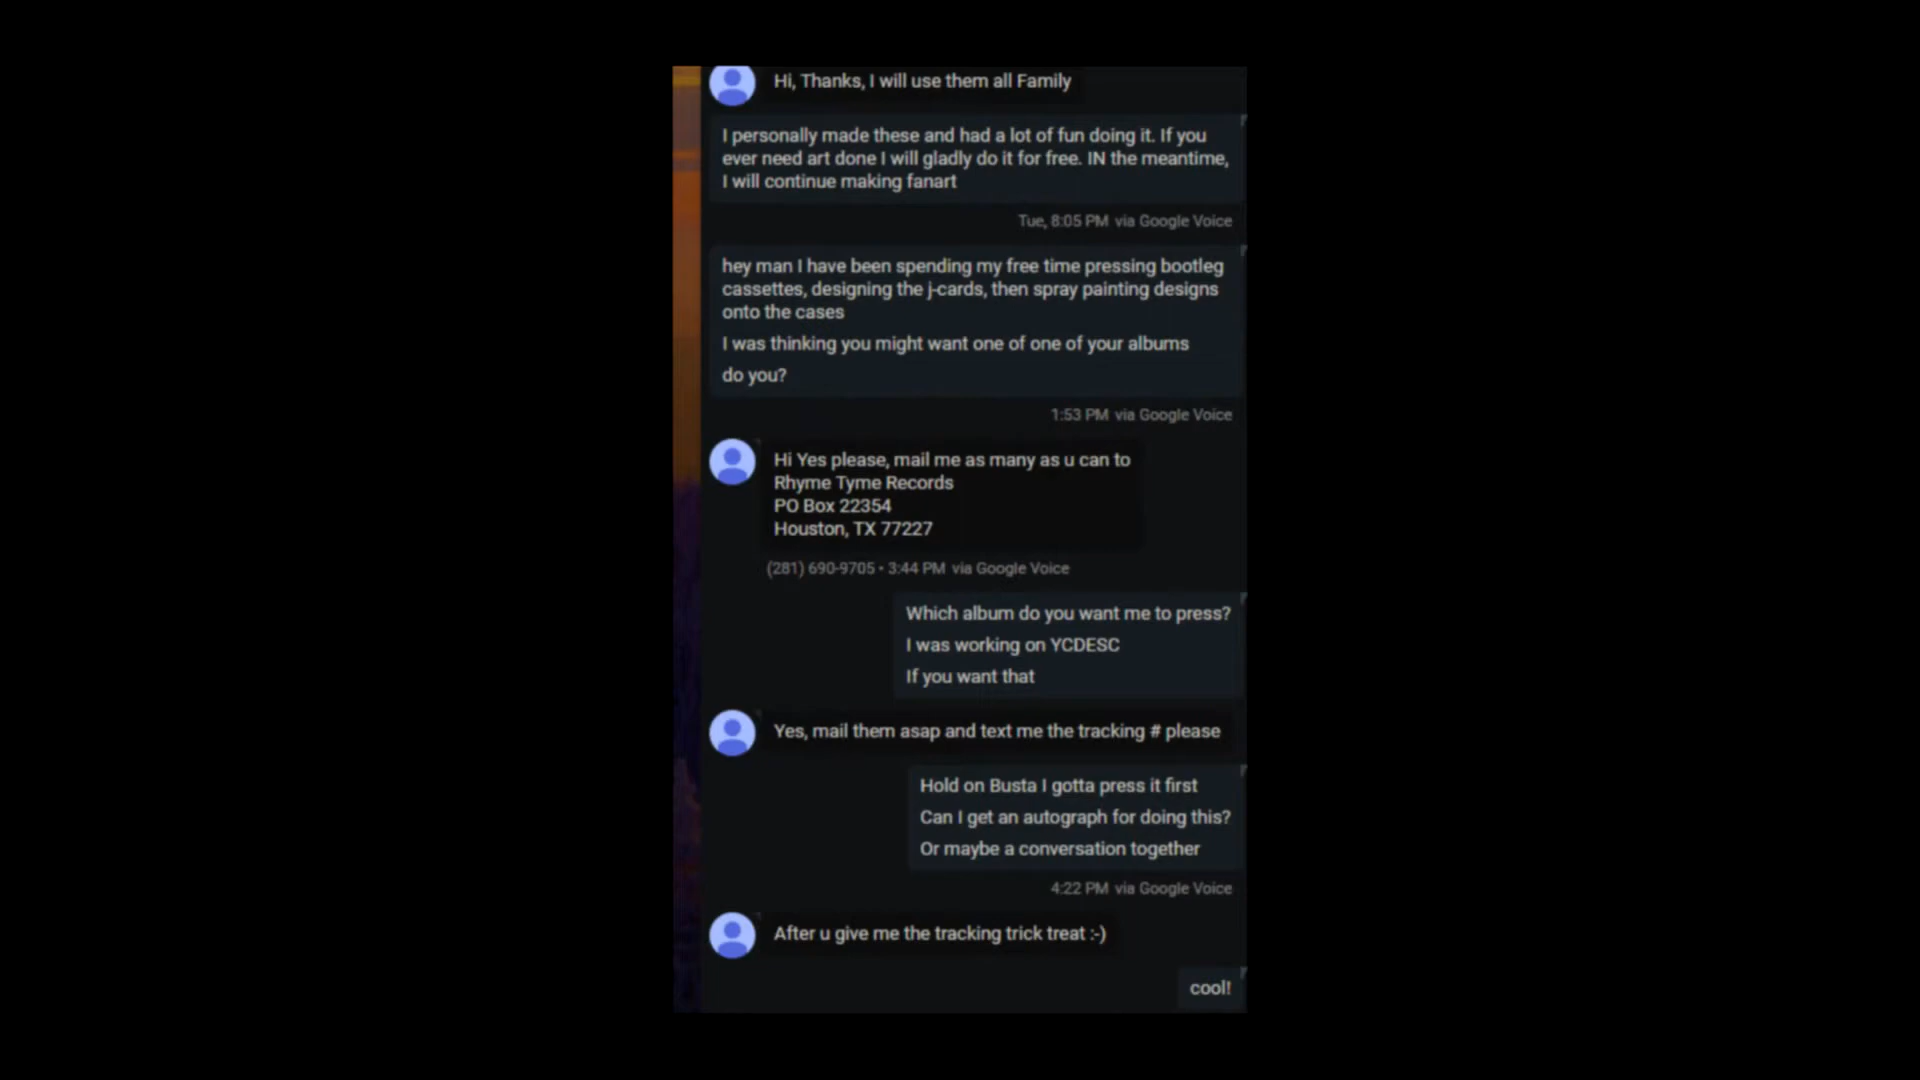 Hi, Thanks, I will use them all Family
I personally made these and had a lot of fun doing it. If you
ever need art done I will gladly do it for free. IN the meantime,
I will continue making fanart
Tue, 8:05 PM via Google Voice
hey man I have been spending my free time pressing bootleg
cassettes, designing the j-cards, then spray painting designs
onto the cases
I was thinking you might want one of one of your albums
do you?
1:53 PM via Google Voice
Hi Yes please, mail me as many as u can to
Rhyme Tyme Records
PO Box 22354
Houston, TX 77227
(281) 690-9705 • 3:44 PM via Google Voice
Which album do you want me to press?
I was working on YCDESC
If you want that
Yes, mail them asap and text me the tracking # please
Hold on Busta I gotta press it first
Can I get an autograph for doing this?
Or maybe a conversation together
4:22 PM via Google Voice
After u give me the tracking trick treat :-)
cool!